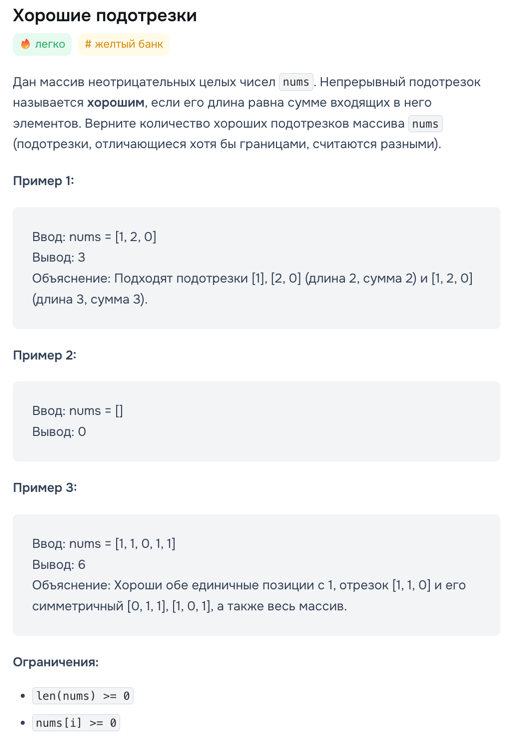 Хорошие подотрезки
легко # желтый банк
Дан массив неотрицательных целых чисел nums. Непрерывный подотрезок
называется хорошим, если его длина равна сумме входящих в него
элементов. Верните количество хороших подотрезков массива nums
(подотрезки, отличающиеся хотя бы границами, считаются разными).
Пример 1:
Ввод: nums = [1, 2, 0]
Вывод: 3
Объяснение: Подходят подотрезки [1], [2, 0] (длина 2, сумма 2) и [1, 2, 0]
(длина 3, сумма 3).
Пример 2:
Ввод: nums = []
Вывод: 0
Пример 3:
Ввод: nums = [1, 1, 0, 1, 1]
Вывод: 6
Объяснение: Хороши обе единичные позиции с 1, отрезок [1, 1, 0] и его
симметричный [0, 1, 1], [1, 0, 1], а также весь массив.
Ограничения:
• len(nums) >= 0
• nums[i] >= 0